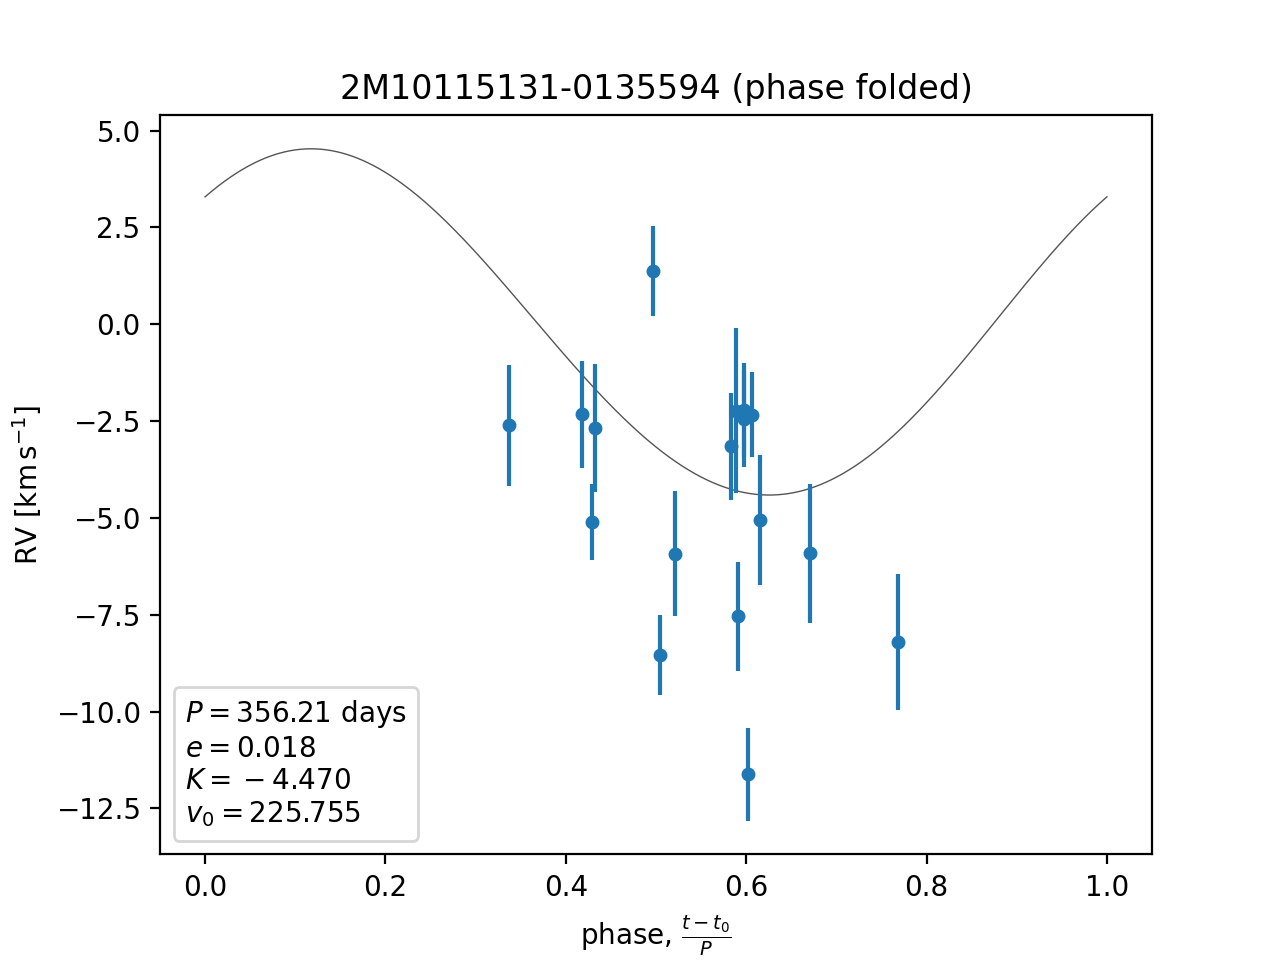 2M10115131-0135594 (phase folded)
5.0
2.5
0.0
−2.5
−5.0
−7.5
−10.0
−12.5
RV [km s⁻¹]
P = 356.21 days
e = 0.018
K = −4.470
v₀ = 225.755
0.0 0.2 0.4 0.6 0.8 1.0
phase, (t − t₀)/P